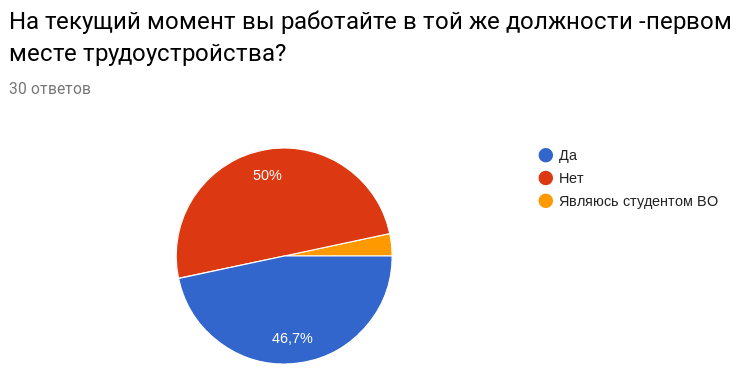 На текущий момент вы работайте в той же должности -первом
месте трудоустройства?
30 ответов
50%
46,7%
Да
Нет
Являюсь студентом ВО